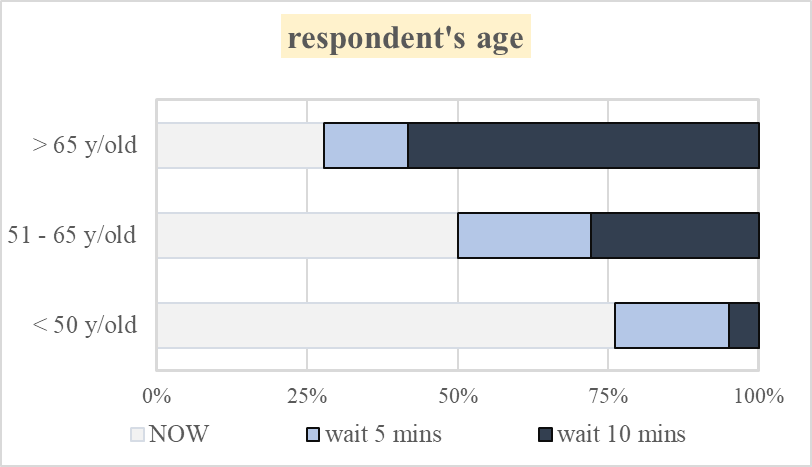 respondent's age
> 65 y/old
51 - 65 y/old
< 50 y/old
0% 25% 50% 75% 100%
NOW wait 5 mins wait 10 mins